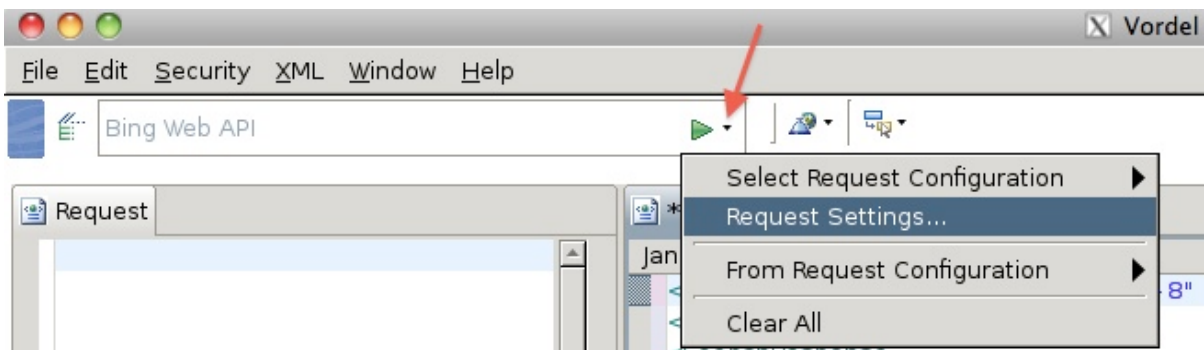 X Vordel
File Edit Security XML Window Help
Bing Web API
Select Request Configuration
Request Settings...
From Request Configuration
Clear All
Request
*
Jan
<
8"
<